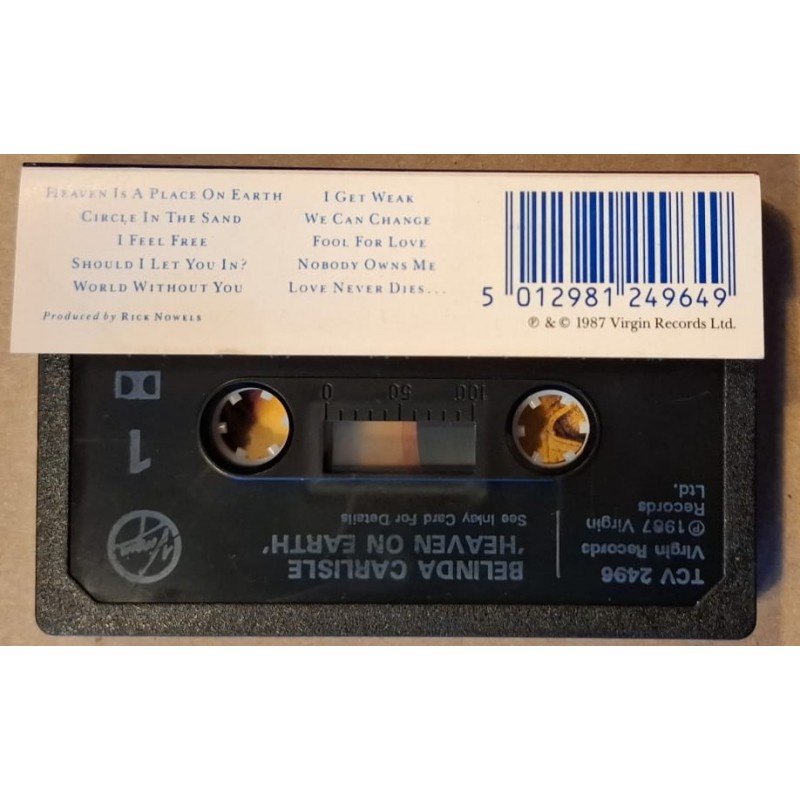 HEAVEN IS A PLACE ON EARTH
CIRCLE IN THE SAND
I FEEL FREE
SHOULD I LET YOU IN?
WORLD WITHOUT YOU
Produced by RICK NOWELS
I GET WEAK
WE CAN CHANGE
FOOL FOR LOVE
NOBODY OWNS ME
LOVE NEVER DIES...
5 012981 249649
℗ & © 1987 Virgin Records Ltd.
BELINDA CARLISLE
'HEAVEN ON EARTH'
See Inlay Card For Details
TCV 2496
Virgin Records
℗1987 Virgin
Records
Ltd.
Virgin
1
100 50 0